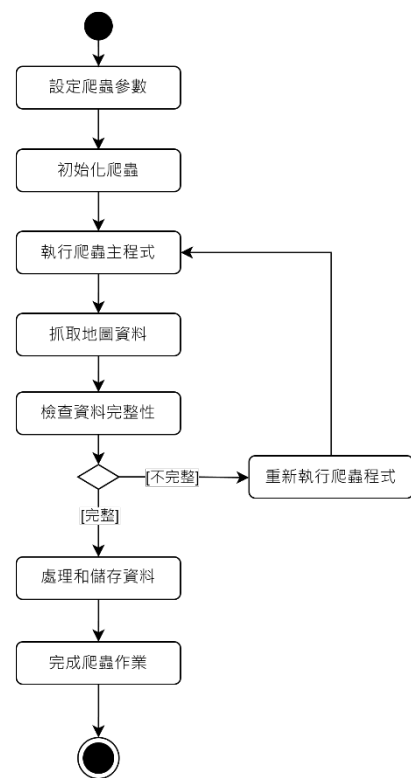 設定爬蟲參數
初始化爬蟲
執行爬蟲主程式
抓取地圖資料
檢查資料完整性
[不完整]
重新執行爬蟲程式
[完整]
處理和儲存資料
完成爬蟲作業